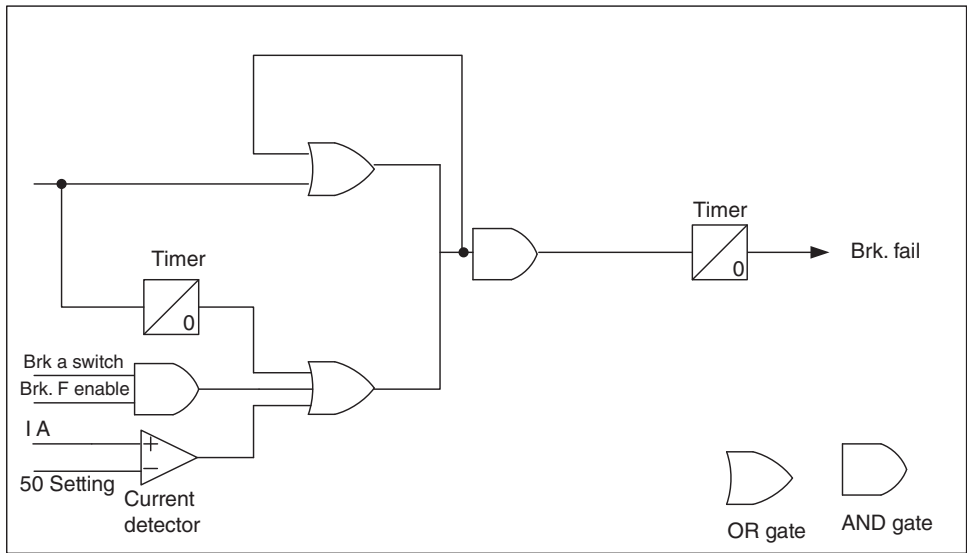 Timer
0
Brk. fail
Timer
0
Brk a switch
Brk. F enable
I A
+
50 Setting
−
Current
detector
OR gate
AND gate